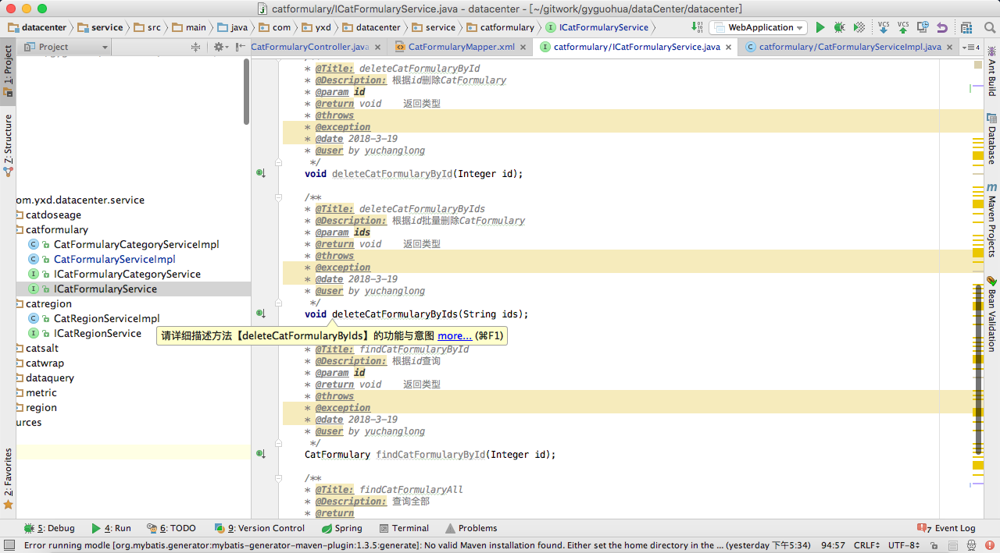 catformulary/ICatFormularyService.java - datacenter - [~/gitwork/gyguohua/dataCenter/datacenter]
datacenter service src main java com yxd datacenter service catformulary ICatFormularyService WebApplication VCS VCS
Project CatFormularyController.java CatFormularyMapper.xml catformulary/ICatFormularyService.java catformulary/CatFormularyServiceImpl.java 4
1: Project
Z: Structure
2: Favorites
om.yxd.datacenter.service
catdoseage
catformulary
CatFormularyCategoryServiceImpl
CatFormularyServiceImpl
ICatFormularyCategoryService
ICatFormularyService
catregion
CatRegionServiceImpl
ICatRegionService
catsalt
catwrap
dataquery
metric
region
urces
* @Title: deleteCatFormularyById
* @Description: 根据id删除CatFormulary
* @param id
* @return void 返回类型
* @throws
* @exception
* @date 2018-3-19
* @user by yuchanglong
*/
void deleteCatFormularyById(Integer id);
/**
* @Title: deleteCatFormularyByIds
* @Description: 根据id批量删除CatFormulary
* @param ids
* @return void 返回类型
* @throws
* @exception
* @date 2018-3-19
* @user by yuchanglong
*/
void deleteCatFormularyByIds(String ids);
请详细描述方法【deleteCatFormularyByIds】的功能与意图 more... (⌘F1)
* @Title: findCatFormularyById
* @Description: 根据id查询
* @param id
* @return void 返回类型
* @throws
* @exception
* @date 2018-3-19
* @user by yuchanglong
*/
CatFormulary findCatFormularyById(Integer id);
/**
* @Title: findCatFormularyAll
* @Description: 查询全部
* @return
Ant Build
Database
Maven Projects
Bean Validation
5: Debug 4: Run 6: TODO 9: Version Control Spring Terminal Problems 7 Event Log
Error running mode [org.mybatis.generator:mybatis-generator-maven-plugin:1.3.5:generate]: No valid Maven installation found. Either set the home directory in the ... (yesterday 下午5:34) 94:57 CRLF UTF-8